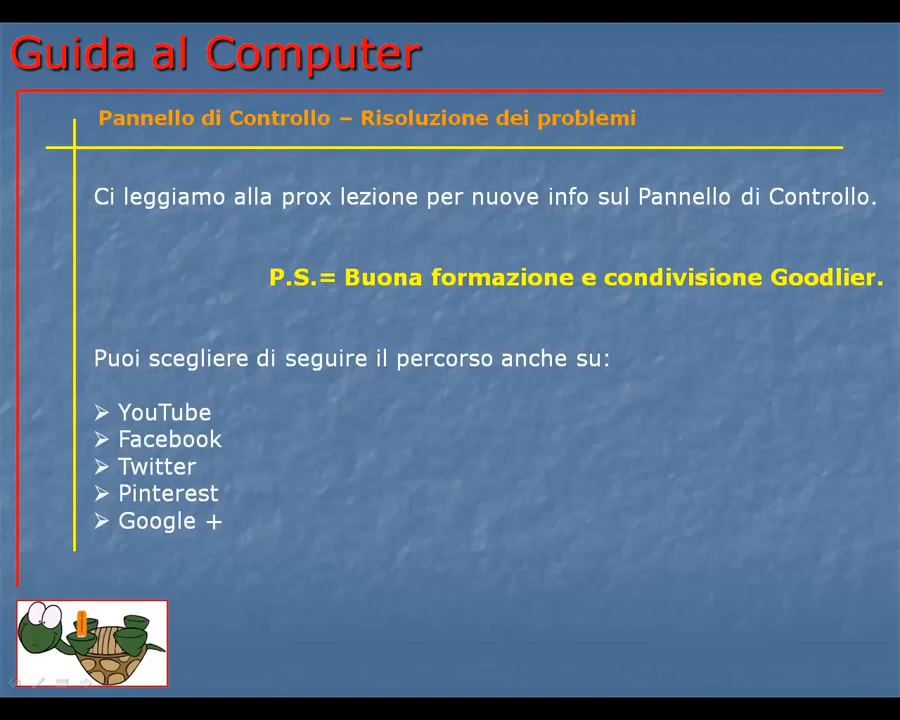 Guida al Computer
Pannello di Controllo – Risoluzione dei problemi
Ci leggiamo alla prox lezione per nuove info sul Pannello di Controllo.
P.S.= Buona formazione e condivisione Goodlier.
Puoi scegliere di seguire il percorso anche su:
➢ YouTube
➢ Facebook
➢ Twitter
➢ Pinterest
➢ Google +